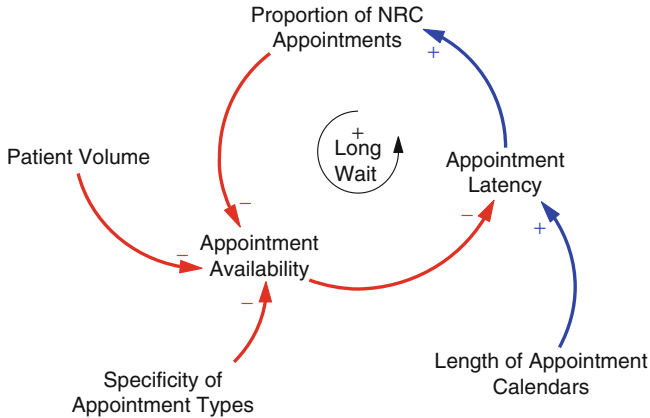 Proportion of NRC
Appointments
+
+
Long
Wait
Patient Volume
Appointment
Latency
−
−
+
−
Appointment
Availability
−
Length of Appointment
Calendars
Specificity of
Appointment Types